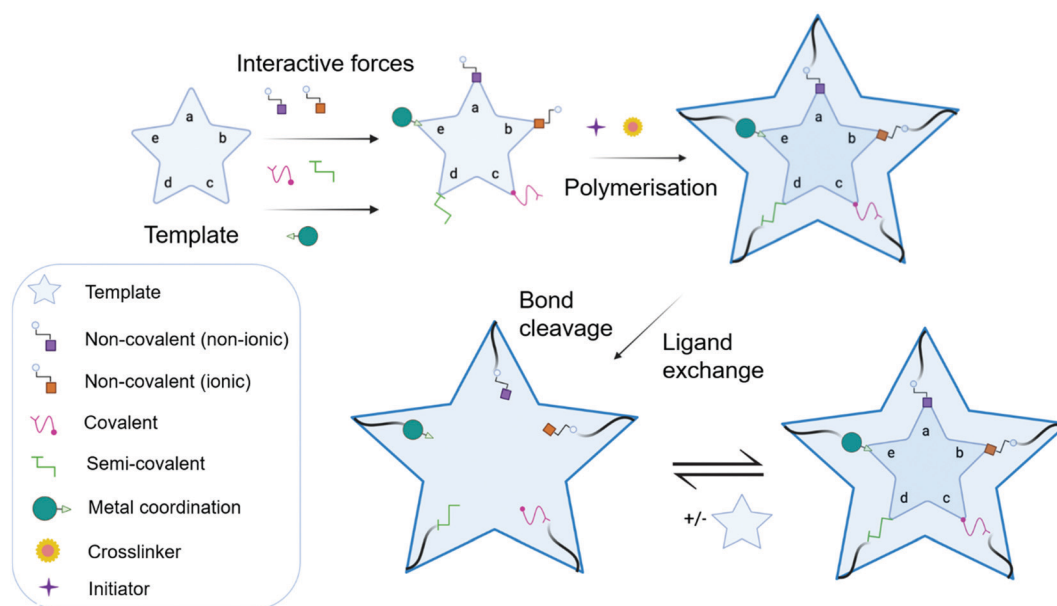 Interactive forces
a
b
c
d
e
Template
a
b
c
d
e
Polymerisation
a
b
c
d
e
Template
Non-covalent (non-ionic)
Non-covalent (ionic)
Covalent
Semi-covalent
Metal coordination
Crosslinker
Initiator
Bond
cleavage
Ligand
exchange
+/-
a
b
c
d
e